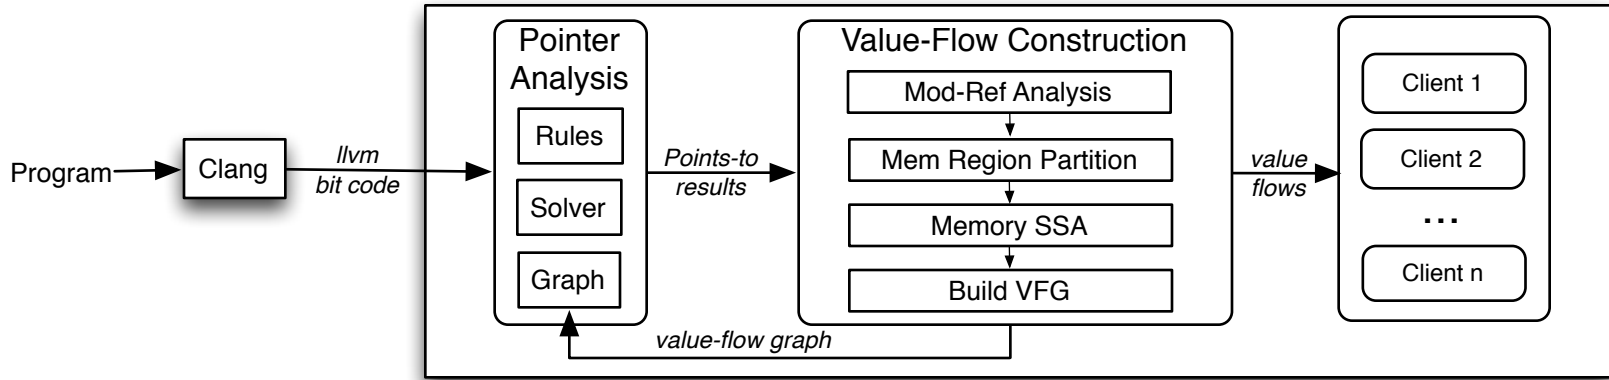 Program
Clang
llvm
bit code
Pointer
Analysis
Rules
Solver
Graph
Points-to
results
Value-Flow Construction
Mod-Ref Analysis
Mem Region Partition
Memory SSA
Build VFG
value-flow graph
value
flows
Client 1
Client 2
...
Client n